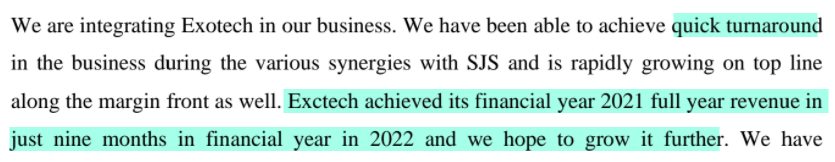 We are integrating Exotech in our business. We have been able to achieve quick turnaround
in the business during the various synergies with SJS and is rapidly growing on top line
along the margin front as well. Exctech achieved its financial year 2021 full year revenue in
just nine months in financial year in 2022 and we hope to grow it further. We have